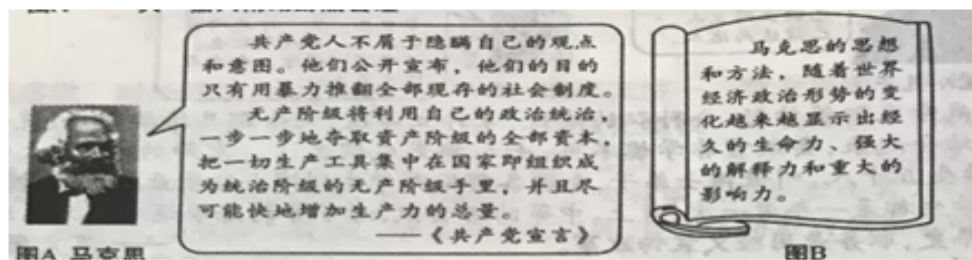 共产党人不屑于隐瞒自己的观点
和意图。他们公开宣布，他们的目的
只有用暴力推翻全部现存的社会制度。
无产阶级将利用自己的政治统治，
一步一步地夺取资产阶级的全部资本，
把一切生产工具集中在国家即组织成
为统治阶级的无产阶级手里，并且尽
可能快地增加生产力的总量。
——《共产党宣言》
图A 马克思
马克思的思想
和方法，随着世界
经济政治形势的变
化越来越显示出经
久的生命力、强大
的解释力和重大的
影响力。
图B